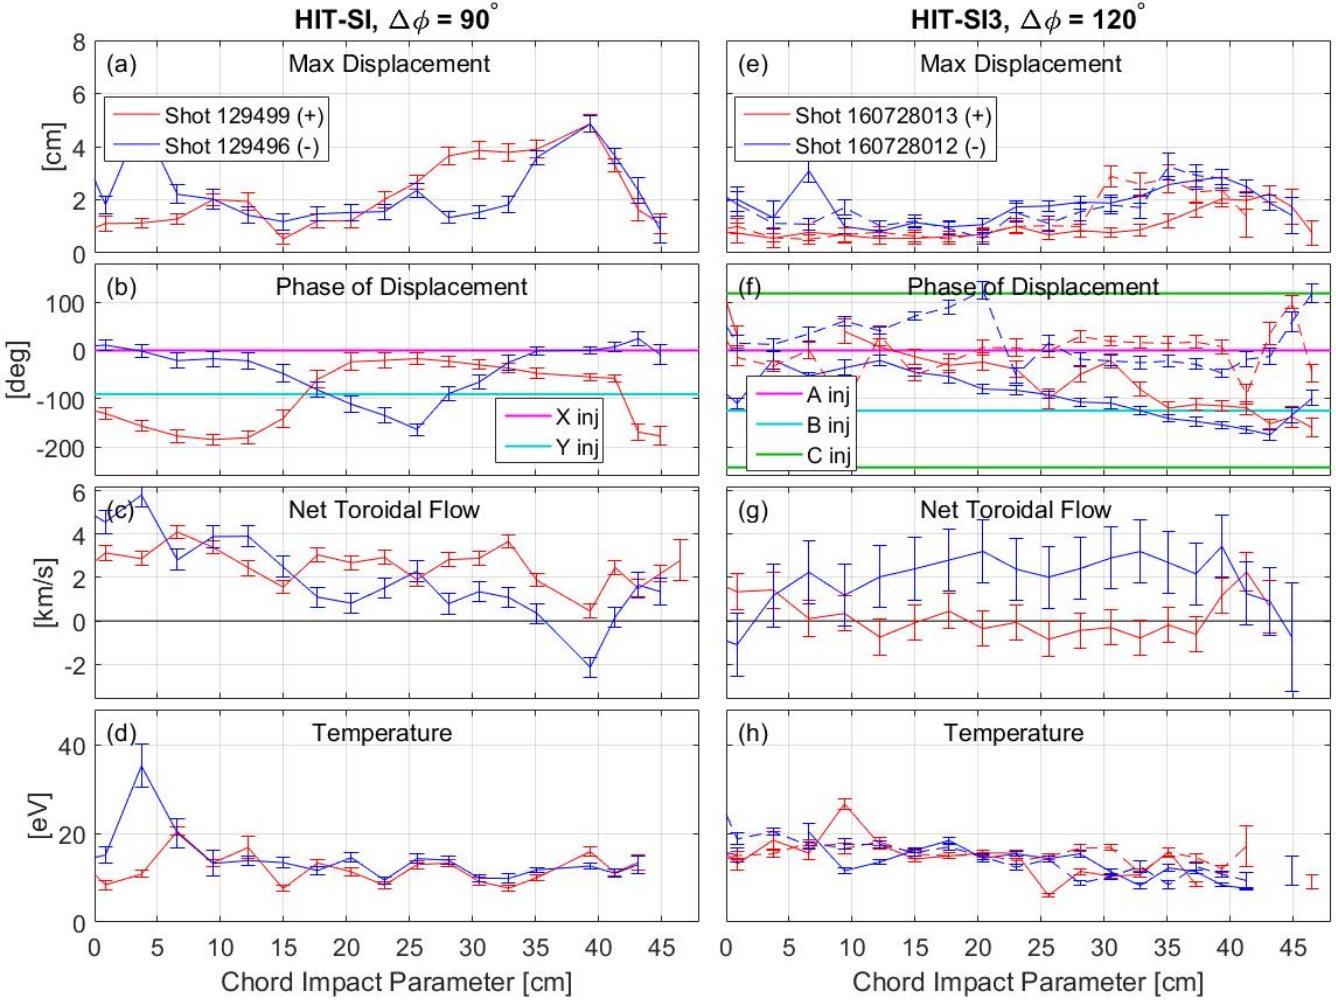 HIT-SI, Δϕ = 90°
HIT-SI3, Δϕ = 120°
(a) Max Displacement
8
6
4
2
0
[cm]
Shot 129499 (+)
Shot 129496 (-)
(e) Max Displacement
Shot 160728013 (+)
Shot 160728012 (-)
(b) Phase of Displacement
100
0
-100
-200
[deg]
X inj
Y inj
(f) Phase of Displacement
A inj
B inj
C inj
(c) Net Toroidal Flow
6
4
2
0
-2
[km/s]
(g) Net Toroidal Flow
(d) Temperature
40
20
0
[eV]
(h) Temperature
0 5 10 15 20 25 30 35 40 45
0 5 10 15 20 25 30 35 40 45
Chord Impact Parameter [cm]
Chord Impact Parameter [cm]